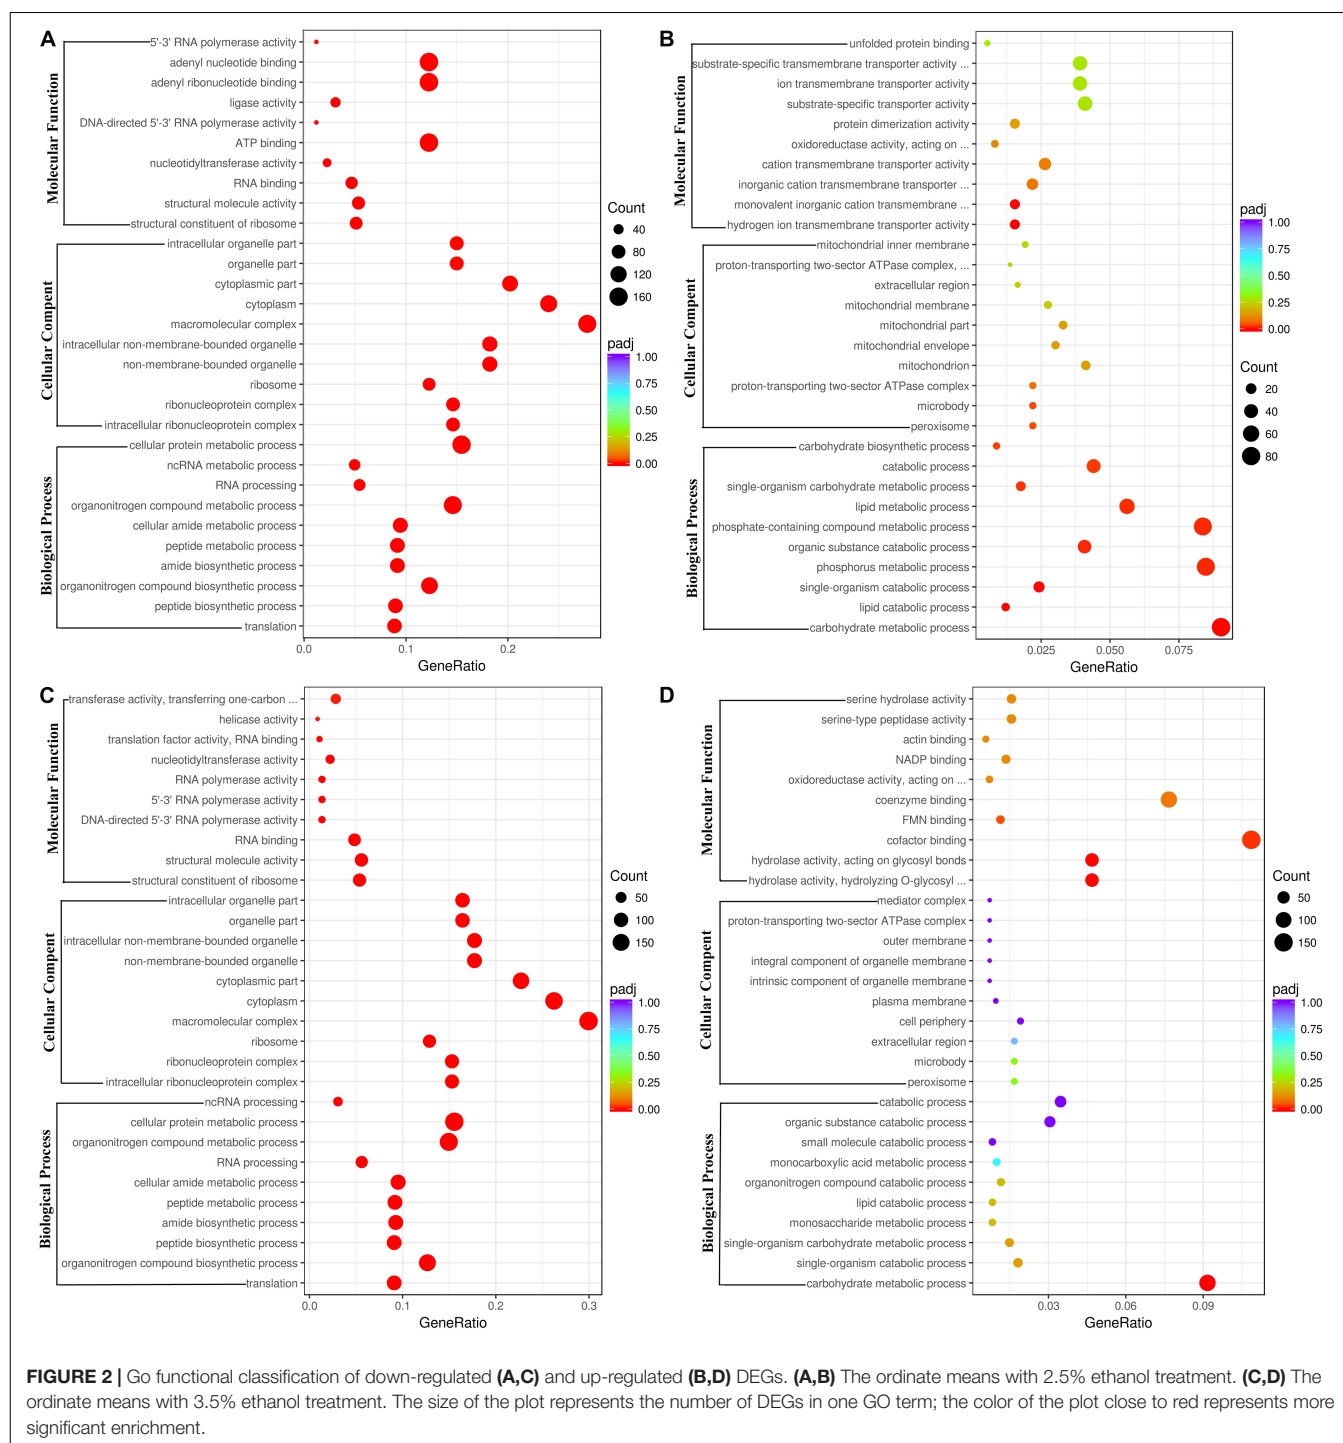 A
Molecular Function
5'-3' RNA polymerase activity
adenyl nucleotide binding
adenyl ribonucleotide binding
ligase activity
DNA-directed 5'-3' RNA polymerase activity
ATP binding
nucleotidyltransferase activity
RNA binding
structural molecule activity
structural constituent of ribosome
Cellular Compent
intracellular organelle part
organelle part
cytoplasmic part
cytoplasm
macromolecular complex
intracellular non-membrane-bounded organelle
non-membrane-bounded organelle
ribosome
ribonucleoprotein complex
intracellular ribonucleoprotein complex
Biological Process
cellular protein metabolic process
ncRNA metabolic process
RNA processing
organonitrogen compound metabolic process
cellular amide metabolic process
peptide metabolic process
amide biosynthetic process
organonitrogen compound biosynthetic process
peptide biosynthetic process
translation
0.0 0.1 0.2
GeneRatio
Count
40
80
120
160
padj
1.00
0.75
0.50
0.25
0.00
B
Molecular Function
unfolded protein binding
substrate-specific transmembrane transporter activity ...
ion transmembrane transporter activity
substrate-specific transporter activity
protein dimerization activity
oxidoreductase activity, acting on ...
cation transmembrane transporter activity
inorganic cation transmembrane transporter ...
monovalent inorganic cation transmembrane ...
hydrogen ion transmembrane transporter activity
Cellular Compent
mitochondrial inner membrane
proton-transporting two-sector ATPase complex, ...
extracellular region
mitochondrial membrane
mitochondrial part
mitochondrial envelope
mitochondrion
proton-transporting two-sector ATPase complex
microbody
peroxisome
Biological Process
carbohydrate biosynthetic process
catabolic process
single-organism carbohydrate metabolic process
lipid metabolic process
phosphate-containing compound metabolic process
organic substance catabolic process
phosphorus metabolic process
single-organism catabolic process
lipid catabolic process
carbohydrate metabolic process
0.025 0.050 0.075
GeneRatio
padj
1.00
0.75
0.50
0.25
0.00
Count
20
40
60
80
C
Molecular Function
transferase activity, transferring one-carbon ...
helicase activity
translation factor activity, RNA binding
nucleotidyltransferase activity
RNA polymerase activity
5'-3' RNA polymerase activity
DNA-directed 5'-3' RNA polymerase activity
RNA binding
structural molecule activity
structural constituent of ribosome
Cellular Compent
intracellular organelle part
organelle part
intracellular non-membrane-bounded organelle
non-membrane-bounded organelle
cytoplasmic part
cytoplasm
macromolecular complex
ribosome
ribonucleoprotein complex
intracellular ribonucleoprotein complex
Biological Process
ncRNA processing
cellular protein metabolic process
organonitrogen compound metabolic process
RNA processing
cellular amide metabolic process
peptide metabolic process
amide biosynthetic process
peptide biosynthetic process
organonitrogen compound biosynthetic process
translation
0.0 0.1 0.2 0.3
GeneRatio
Count
50
100
150
padj
1.00
0.75
0.50
0.25
0.00
D
Molecular Function
serine hydrolase activity
serine-type peptidase activity
actin binding
NADP binding
oxidoreductase activity, acting on ...
coenzyme binding
FMN binding
cofactor binding
hydrolase activity, acting on glycosyl bonds
hydrolase activity, hydrolyzing O-glycosyl ...
Cellular Compent
mediator complex
proton-transporting two-sector ATPase complex
outer membrane
integral component of organelle membrane
intrinsic component of organelle membrane
plasma membrane
cell periphery
extracellular region
microbody
peroxisome
Biological Process
catabolic process
organic substance catabolic process
small molecule catabolic process
monocarboxylic acid metabolic process
organonitrogen compound catabolic process
lipid catabolic process
monosaccharide metabolic process
single-organism carbohydrate metabolic process
single-organism catabolic process
carbohydrate metabolic process
0.03 0.06 0.09
GeneRatio
Count
50
100
150
padj
1.00
0.75
0.50
0.25
0.00
FIGURE 2 | Go functional classification of down-regulated (A,C) and up-regulated (B,D) DEGs. (A,B) The ordinate means with 2.5% ethanol treatment. (C,D) The
ordinate means with 3.5% ethanol treatment. The size of the plot represents the number of DEGs in one GO term; the color of the plot close to red represents more
significant enrichment.